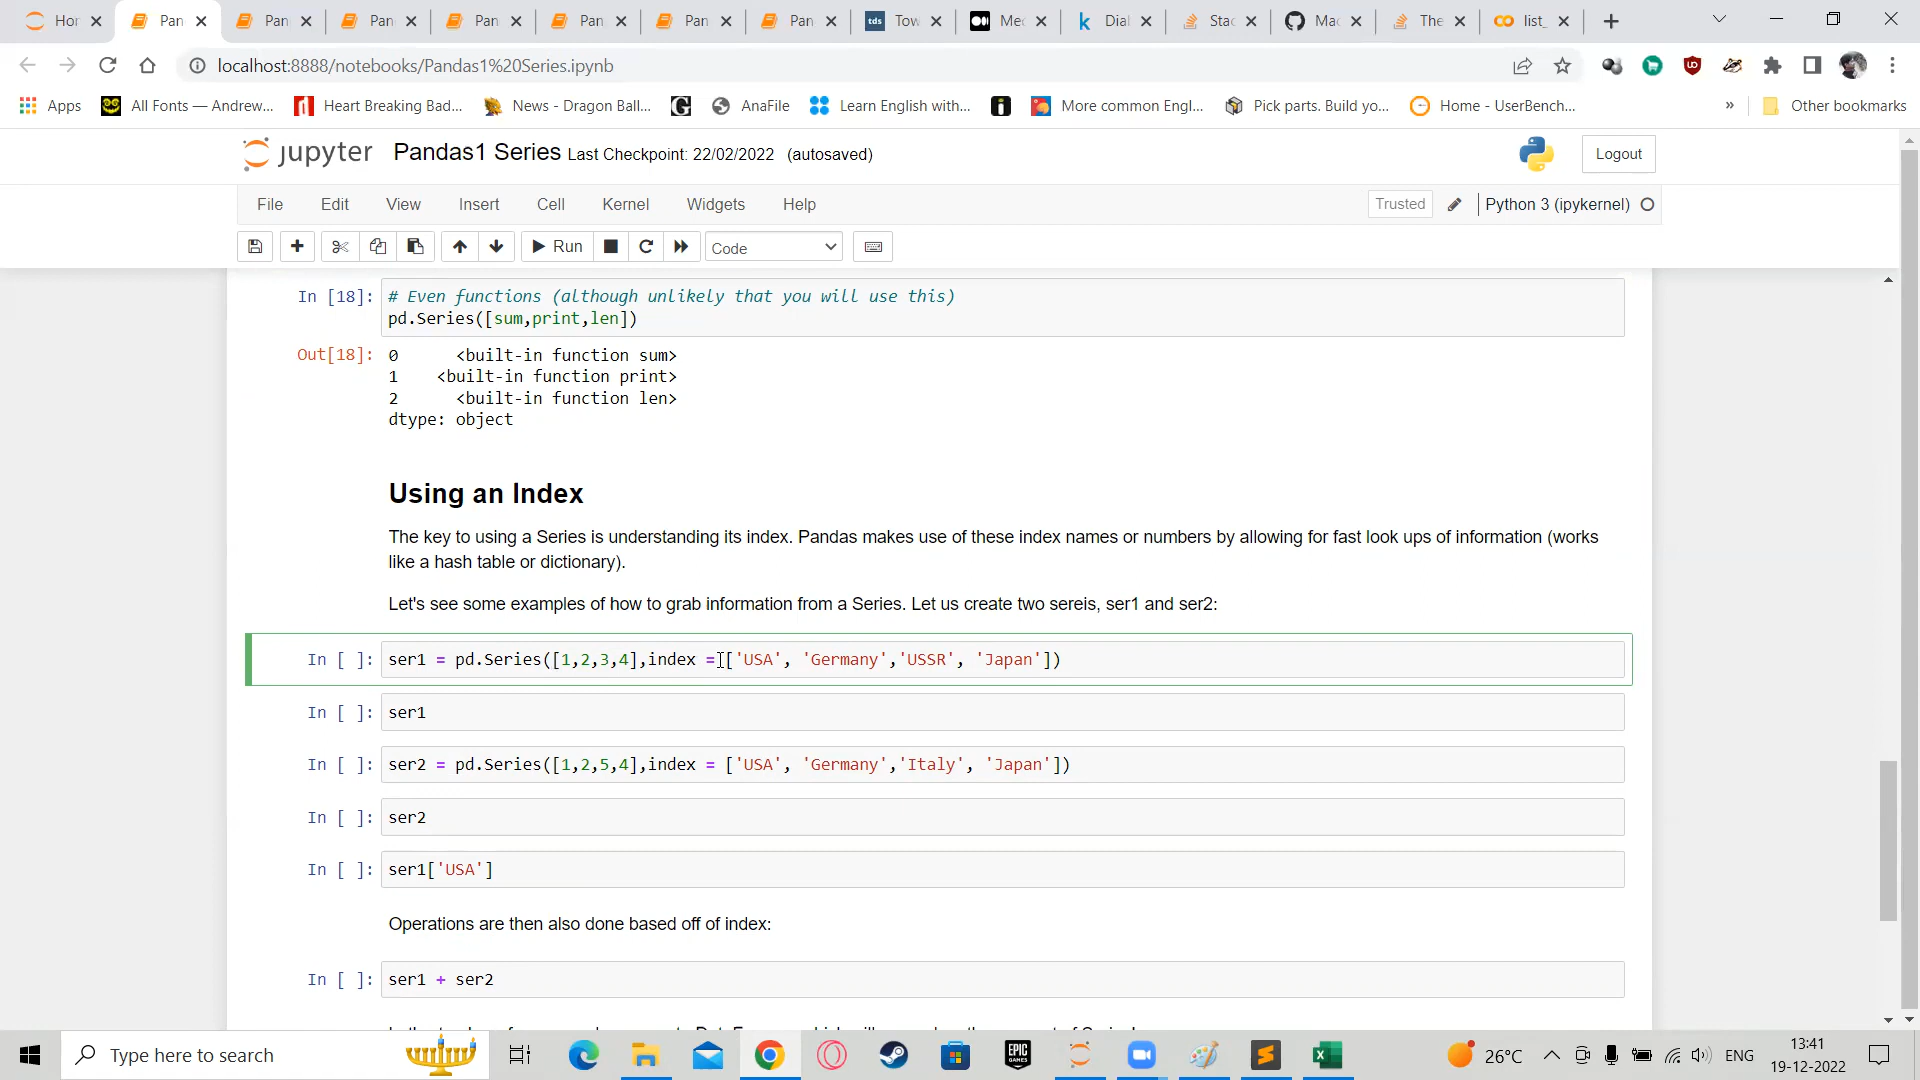 Hor
Pan
Pan
Pan
Pan
Pan
Pan
Pan
tds
Tow
Med
Dial
Stac
Mac
The
list_
localhost:8888/notebooks/Pandas1%20Series.ipynb
Apps
All Fonts — Andrew...
Heart Breaking Bad...
News - Dragon Ball...
AnaFile
Learn English with...
More common Engl...
Pick parts. Build yo...
Home - UserBench...
»
Other bookmarks
jupyter
Pandas1 Series Last Checkpoint: 22/02/2022 (autosaved)
Logout
File Edit View Insert Cell Kernel Widgets Help
Trusted
Python 3 (ipykernel)
Run
Code
In [18]: # Even functions (although unlikely that you will use this)
pd.Series([sum,print,len])
Out[18]: 0 <built-in function sum>
1 <built-in function print>
2 <built-in function len>
dtype: object
Using an Index
The key to using a Series is understanding its index. Pandas makes use of these index names or numbers by allowing for fast look ups of information (works
like a hash table or dictionary).
Let's see some examples of how to grab information from a Series. Let us create two sereis, ser1 and ser2:
In [ ]: ser1 = pd.Series([1,2,3,4],index =['USA', 'Germany','USSR', 'Japan'])
In [ ]: ser1
In [ ]: ser2 = pd.Series([1,2,5,4],index = ['USA', 'Germany','Italy', 'Japan'])
In [ ]: ser2
In [ ]: ser1['USA']
Operations are then also done based off of index:
In [ ]: ser1 + ser2
Type here to search
EPIC
GAMES
26°C
ENG
13:41
19-12-2022